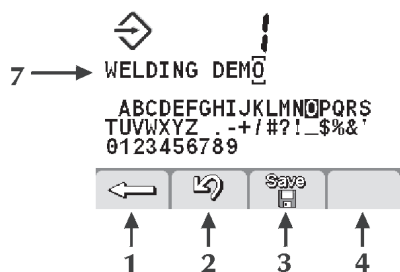 1
7 WELDING DEMO
ABCDEFGHIJKLMNOPQRS
TUVWXYZ .-+/#?!_$%&'
0123456789
Save
1 2 3 4